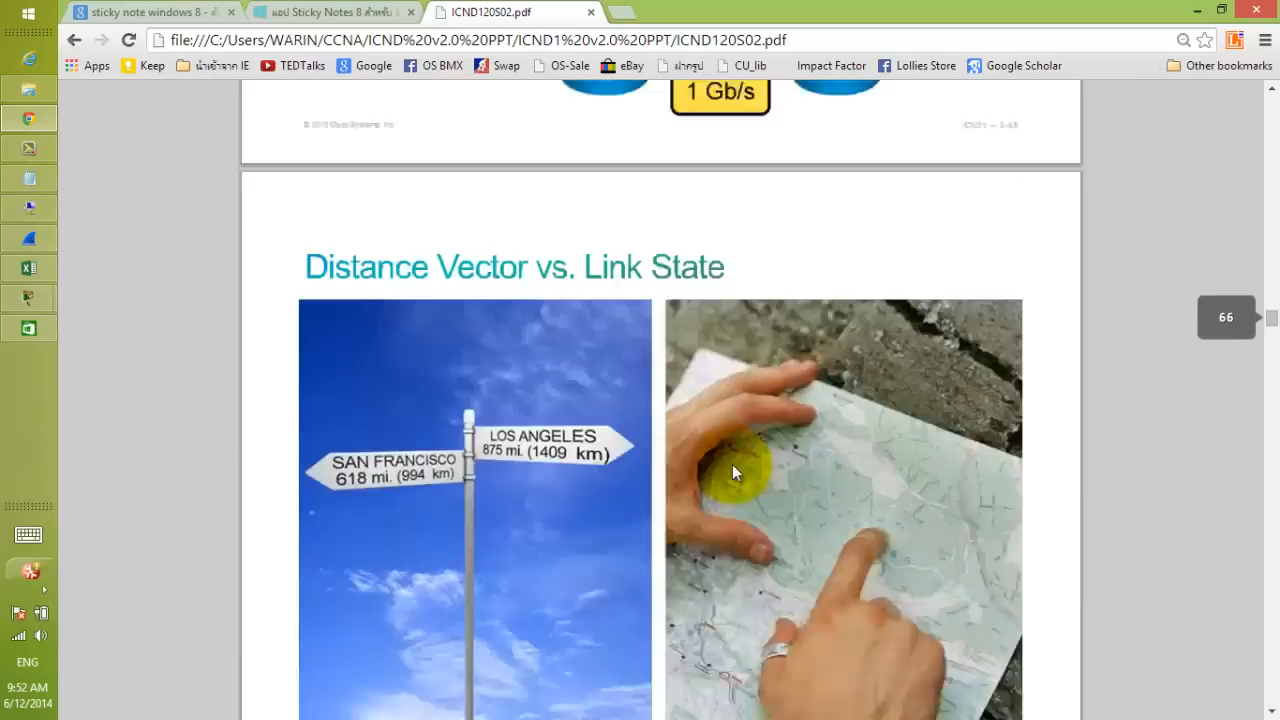 sticky note windows 8 -
แอป Sticky Notes 8 สำหรับ
ICND120S02.pdf
file:///C:/Users/WARIN/CCNA/ICND%20v2.0%20PPT/ICND1%20v2.0%20PPT/ICND120S02.pdf
Apps
Keep
TEDTalks
Google
OS BMX
Swap
OS-Sale
eBay
CU_lib
Impact Factor
Lollies Store
Google Scholar
Other bookmarks
1 Gb/s
Distance Vector vs. Link State
66
LOS ANGELES
875 mi. (1409 km)
SAN FRANCISCO
618 mi. (994 km)
ENG
9:52 AM
6/12/2014